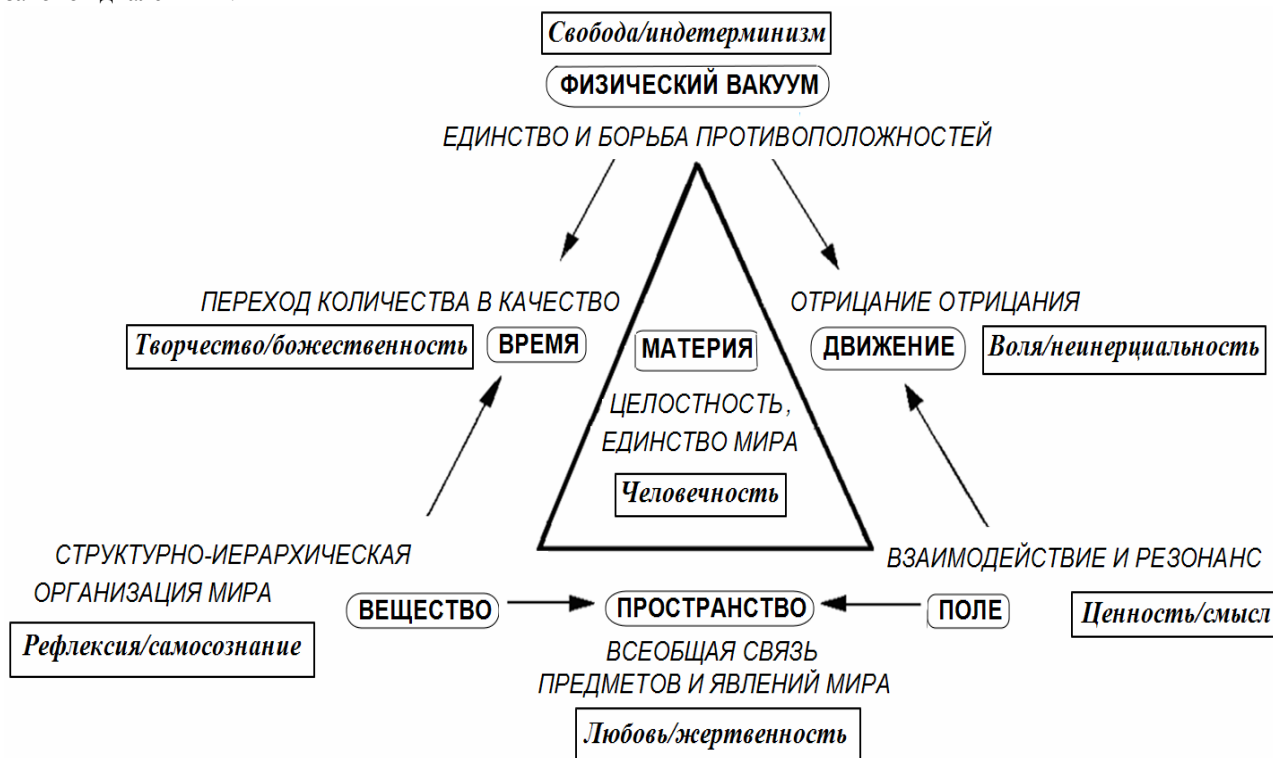 Свобода/индетерминизм
ФИЗИЧЕСКИЙ ВАКУУМ
ЕДИНСТВО И БОРЬБА ПРОТИВОПОЛОЖНОСТЕЙ
ПЕРЕХОД КОЛИЧЕСТВА В КАЧЕСТВО
ОТРИЦАНИЕ ОТРИЦАНИЯ
Творчество/божественность
ВРЕМЯ
МАТЕРИЯ
ДВИЖЕНИЕ
Воля/неинерциальность
ЦЕЛОСТНОСТЬ,
ЕДИНСТВО МИРА
Человечность
СТРУКТУРНО-ИЕРАРХИЧЕСКАЯ
ОРГАНИЗАЦИЯ МИРА
ВЗАИМОДЕЙСТВИЕ И РЕЗОНАНС
ВЕЩЕСТВО
ПРОСТРАНСТВО
ПОЛЕ
Ценность/смысл
Рефлексия/самосознание
ВСЕОБЩАЯ СВЯЗЬ
ПРЕДМЕТОВ И ЯВЛЕНИЙ МИРА
Любовь/жертвенность